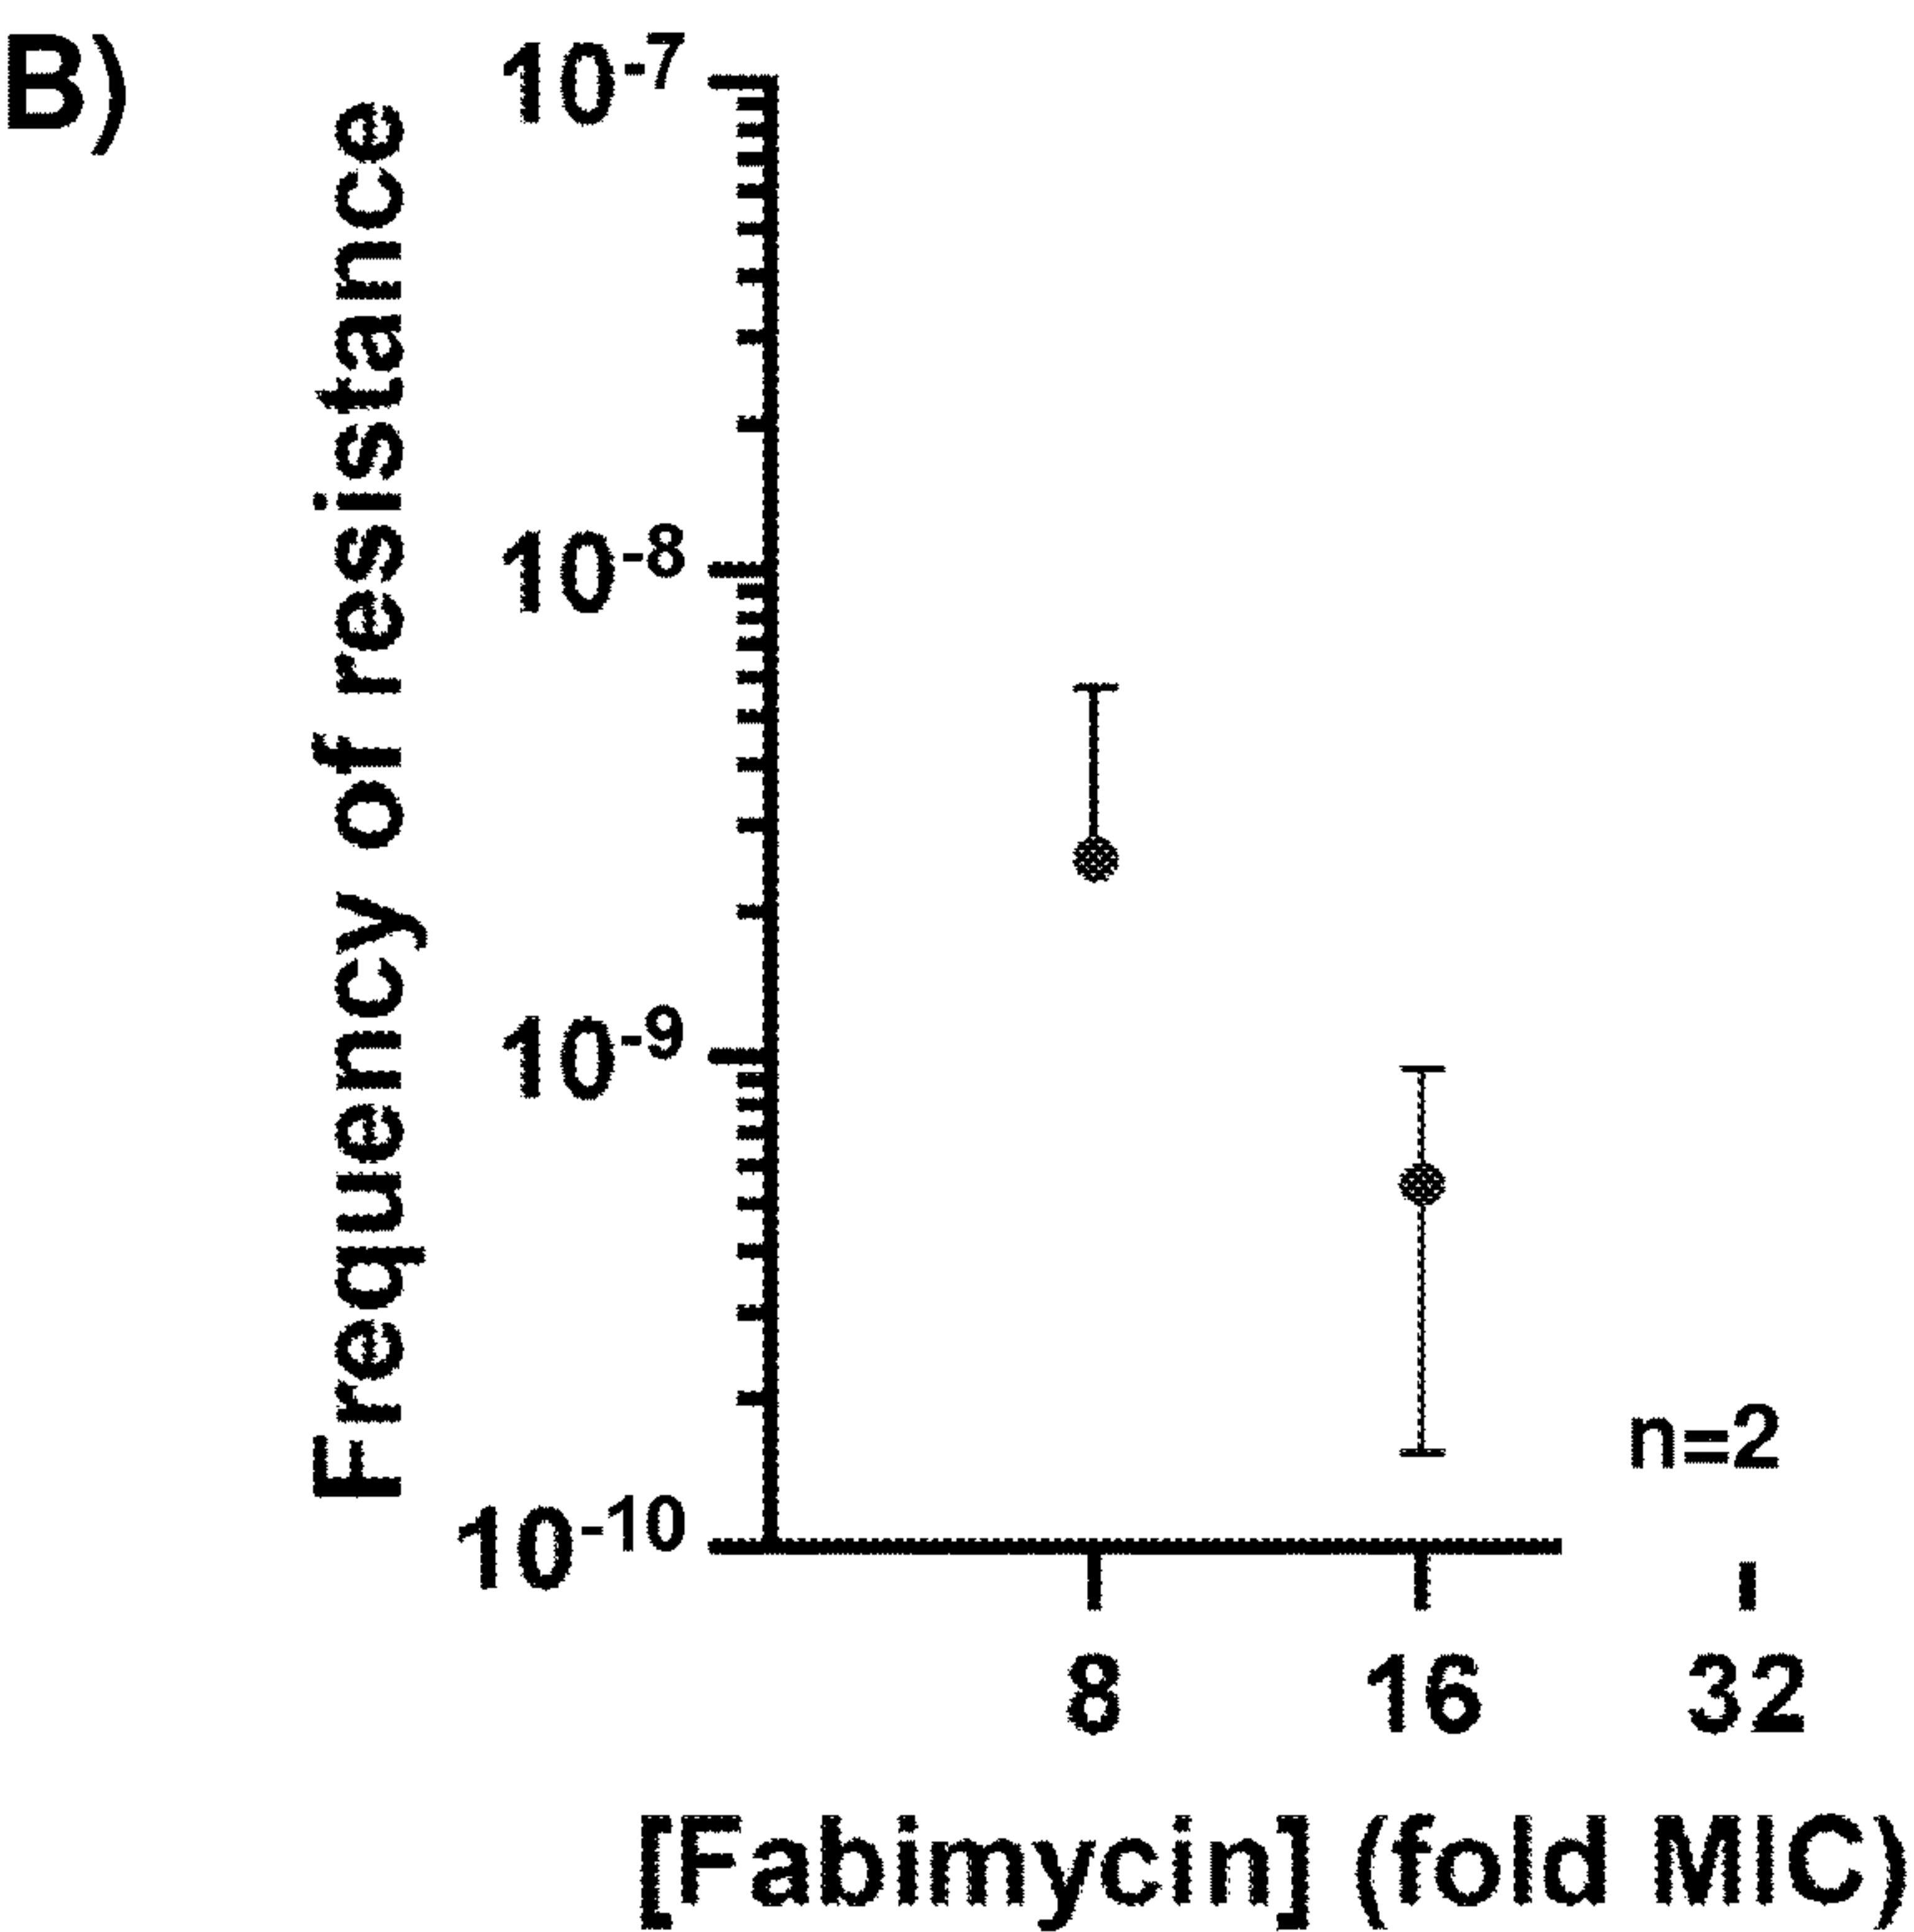 B)
Frequency of resistance
10^-7
10^-8
10^-9
10^-10
n=2
8 16 32
[Fabimycin] (fold MIC)